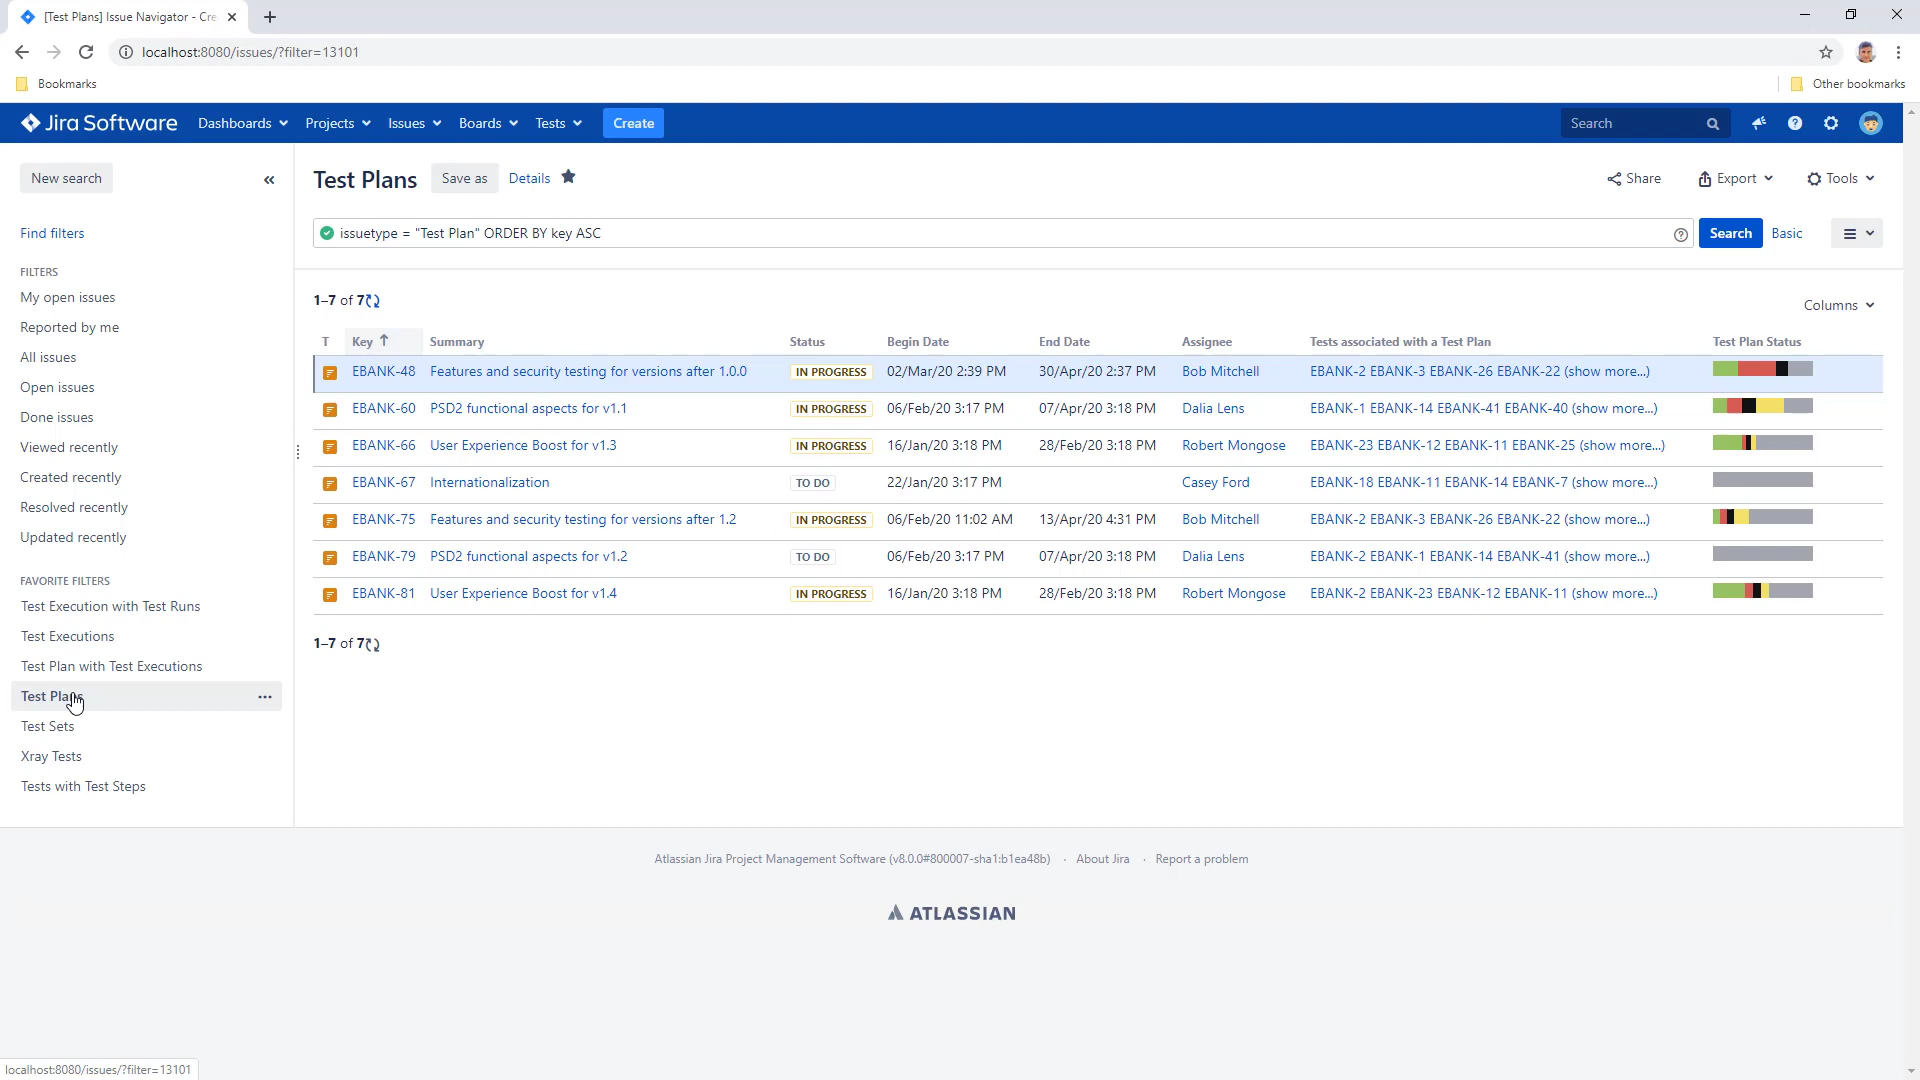 [Test Plans] Issue Navigator - Cre
localhost:8080/issues/?filter=13101
Bookmarks
Other bookmarks
Jira Software Dashboards Projects Issues Boards Tests Create Search
New search
Find filters
FILTERS
My open issues
Reported by me
All issues
Open issues
Done issues
Viewed recently
Created recently
Resolved recently
Updated recently
FAVORITE FILTERS
Test Execution with Test Runs
Test Executions
Test Plan with Test Executions
Test Plans
Test Sets
Xray Tests
Tests with Test Steps
Test Plans Save as Details Share Export Tools
issuetype = "Test Plan" ORDER BY key ASC Search Basic
1–7 of 7
Columns
T Key Summary Status Begin Date End Date Assignee Tests associated with a Test Plan Test Plan Status
EBANK-48 Features and security testing for versions after 1.0.0 IN PROGRESS 02/Mar/20 2:39 PM 30/Apr/20 2:37 PM Bob Mitchell EBANK-2 EBANK-3 EBANK-26 EBANK-22 (show more...)
EBANK-60 PSD2 functional aspects for v1.1 IN PROGRESS 06/Feb/20 3:17 PM 07/Apr/20 3:18 PM Dalia Lens EBANK-1 EBANK-14 EBANK-41 EBANK-40 (show more...)
EBANK-66 User Experience Boost for v1.3 IN PROGRESS 16/Jan/20 3:18 PM 28/Feb/20 3:18 PM Robert Mongose EBANK-23 EBANK-12 EBANK-11 EBANK-25 (show more...)
EBANK-67 Internationalization TO DO 22/Jan/20 3:17 PM Casey Ford EBANK-18 EBANK-11 EBANK-14 EBANK-7 (show more...)
EBANK-75 Features and security testing for versions after 1.2 IN PROGRESS 06/Feb/20 11:02 AM 13/Apr/20 4:31 PM Bob Mitchell EBANK-2 EBANK-3 EBANK-26 EBANK-22 (show more...)
EBANK-79 PSD2 functional aspects for v1.2 TO DO 06/Feb/20 3:17 PM 07/Apr/20 3:18 PM Dalia Lens EBANK-2 EBANK-1 EBANK-14 EBANK-41 (show more...)
EBANK-81 User Experience Boost for v1.4 IN PROGRESS 16/Jan/20 3:18 PM 28/Feb/20 3:18 PM Robert Mongose EBANK-2 EBANK-23 EBANK-12 EBANK-11 (show more...)
1–7 of 7
Atlassian Jira Project Management Software (v8.0.0#800007-sha1:b1ea48b) · About Jira · Report a problem
ATLASSIAN
localhost:8080/issues/?filter=13101